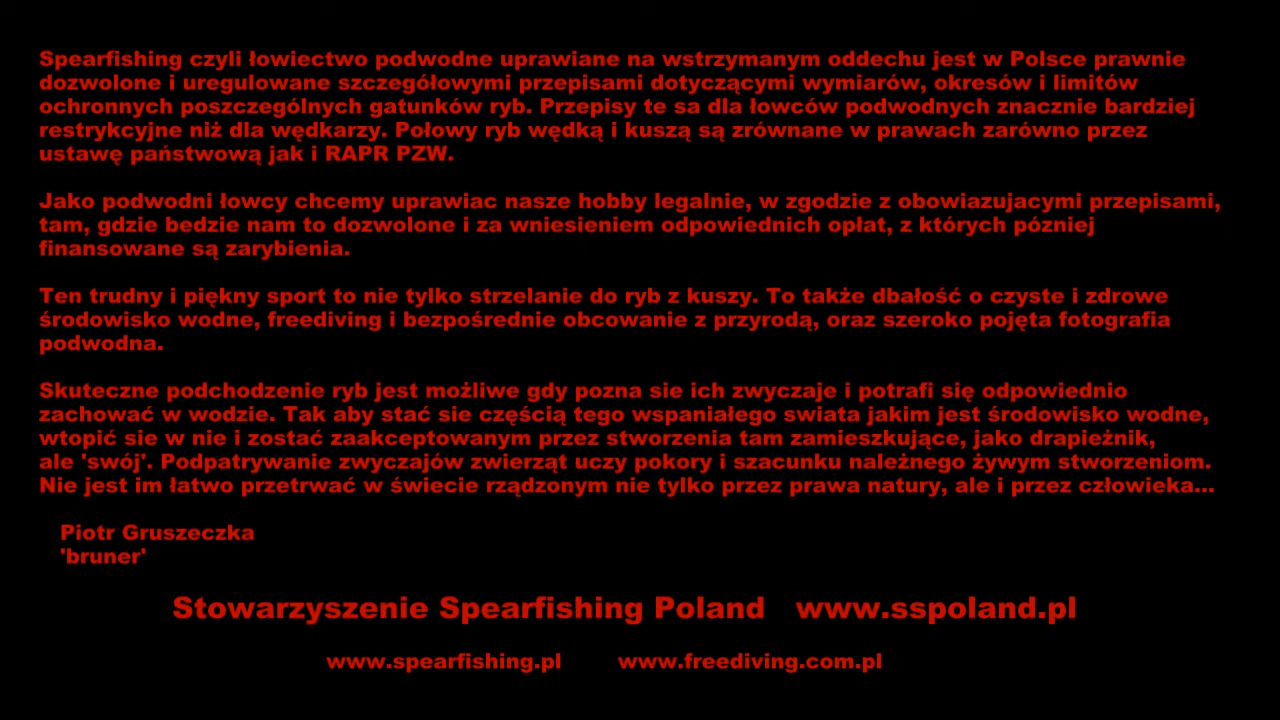 Spearfishing czyli łowiectwo podwodne uprawiane na wstrzymanym oddechu jest w Polsce prawnie
dozwolone i uregulowane szczegółowymi przepisami dotyczącymi wymiarów, okresów i limitów
ochronnych poszczególnych gatunków ryb. Przepisy te sa dla łowców podwodnych znacznie bardziej
restrykcyjne niż dla wędkarzy. Połowy ryb wędką i kuszą są zrównane w prawach zarówno przez
ustawę państwową jak i RAPR PZW.
Jako podwodni łowcy chcemy uprawiac nasze hobby legalnie, w zgodzie z obowiazujacymi przepisami,
tam, gdzie bedzie nam to dozwolone i za wniesieniem odpowiednich opłat, z których pózniej
finansowane są zarybienia.
Ten trudny i piękny sport to nie tylko strzelanie do ryb z kuszy. To także dbałość o czyste i zdrowe
środowisko wodne, freediving i bezpośrednie obcowanie z przyrodą, oraz szeroko pojęta fotografia
podwodna.
Skuteczne podchodzenie ryb jest możliwe gdy pozna sie ich zwyczaje i potrafi się odpowiednio
zachować w wodzie. Tak aby stać sie częścią tego wspaniałego swiata jakim jest środowisko wodne,
wtopić sie w nie i zostać zaakceptowanym przez stworzenia tam zamieszkujące, jako drapieżnik,
ale 'swój'. Podpatrywanie zwyczajów zwierząt uczy pokory i szacunku należnego żywym stworzeniom.
Nie jest im łatwo przetrwać w świecie rządzonym nie tylko przez prawa natury, ale i przez człowieka...
Piotr Gruszeczka
'bruner'
Stowarzyszenie Spearfishing Poland www.sspoland.pl
www.spearfishing.pl www.freediving.com.pl